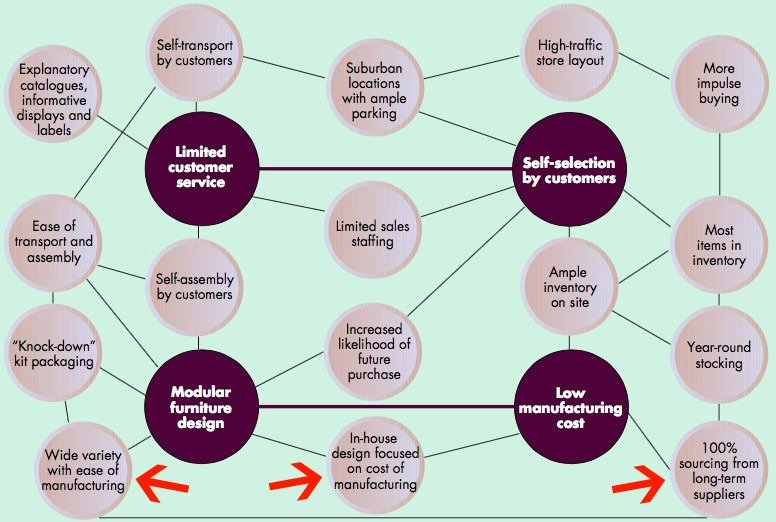 Self-transport
by customers
High-traffic
store layout
Explanatory
catalogues,
informative
displays and
labels
Suburban
locations
with ample
parking
More
impulse
buying
Limited
customer
service
Self-selection
by customers
Ease of
transport and
assembly
Limited sales
staffing
Most
items in
inventory
Self-assembly
by customers
Ample
inventory
on site
"Knock-down"
kit packaging
Increased
likelihood of
future
purchase
Year-round
stocking
Modular
furniture
design
Low
manufacturing
cost
Wide variety
with ease of
manufacturing
In-house
design focused
on cost of
manufacturing
100%
sourcing from
long-term
suppliers